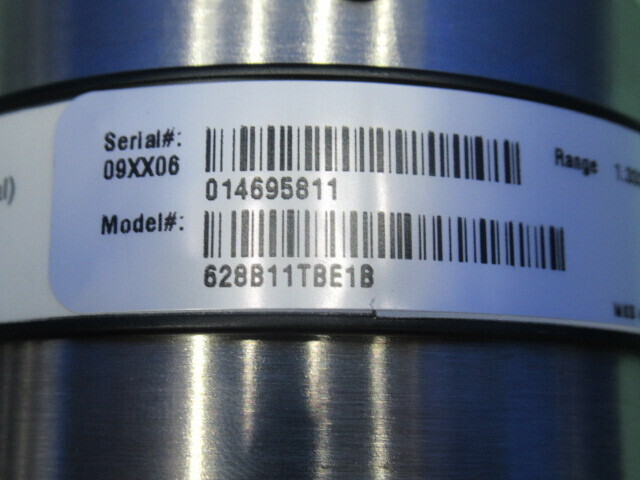 Serial#:
09XX06
014695811
Model#:
628B11TBE1B
Range